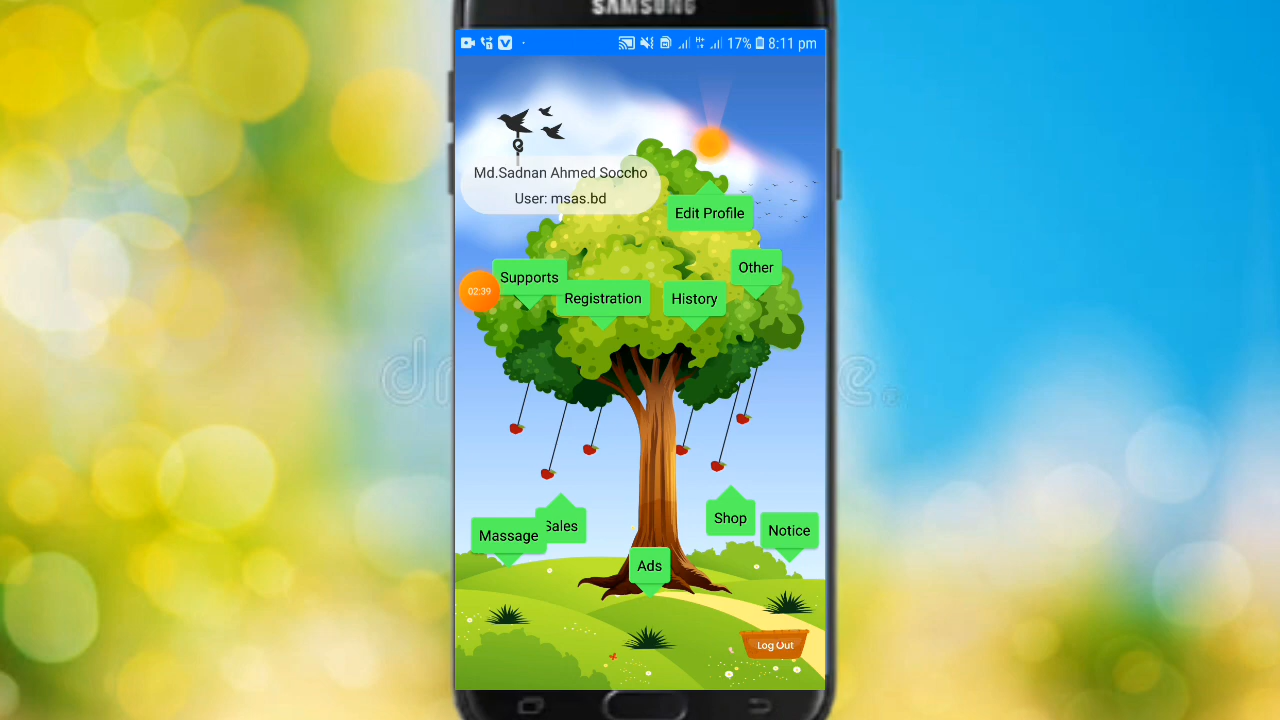 SAMSUNG
17% 8:11 pm
Md.Sadnan Ahmed Soccho
User: msas.bd
Edit Profile
Other
Supports
02:39
Registration
History
Sales
Shop
Massage
Notice
Ads
Log Out